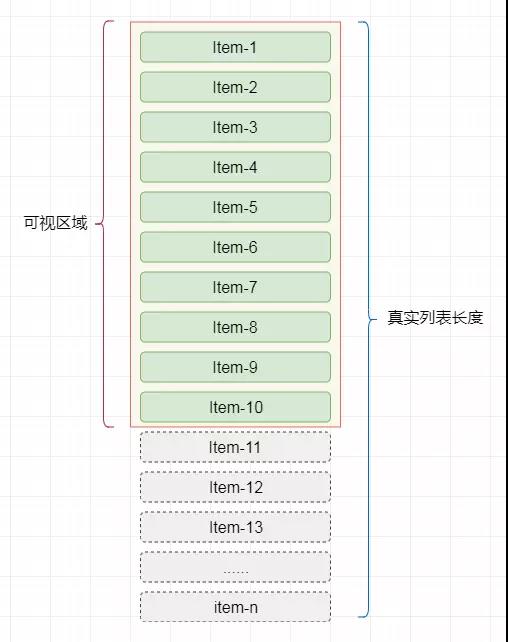 Item-1
Item-2
Item-3
Item-4
Item-5
可视区域
Item-6
Item-7
真实列表长度
Item-8
Item-9
Item-10
Item-11
Item-12
Item-13
......
item-n